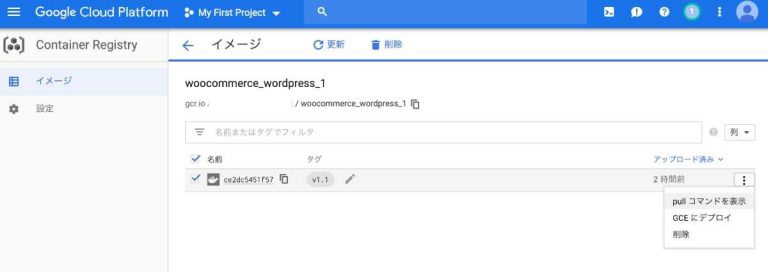 Google Cloud Platform
My First Project
1
Container Registry
イメージ
更新
削除
イメージ
設定
woocommerce_wordpress_1
gcr.io /
: / woocommerce_wordpress_1
名前またはタグでフィルタ
列
名前
タグ
アップロード済み
ce2dc5451f57
v1.1
2 時間前
pull コマンドを表示
GCE にデプロイ
削除